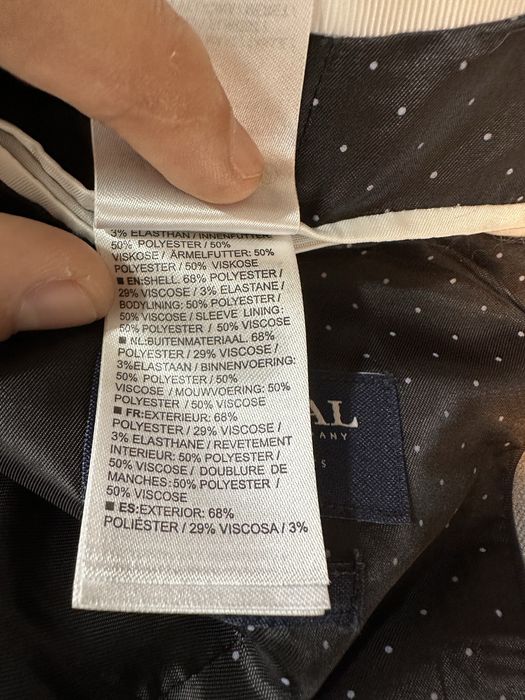 3% ELASTHAN / INNENFUTTER
50% POLYESTER / 50%
VISKOSE / ÄRMELFUTTER: 50%
POLYESTER / 50% VISKOSE
■ EN:SHELL: 68% POLYESTER /
29% VISCOSE / 3% ELASTANE /
BODYLINING: 50% POLYESTER /
50% VISCOSE / SLEEVE LINING:
50% POLYESTER / 50% VISCOSE
■ NL:BUITENMATERIAAL: 68%
POLYESTER / 29% VISCOSE /
3%ELASTAAN / BINNENVOERING:
50% POLYESTER / 50%
VISCOSE / MOUWVOERING: 50%
POLYESTER / 50% VISCOSE
■ FR:EXTERIEUR: 68%
POLYESTER / 29% VISCOSE /
3% ELASTHANE / REVETEMENT
INTERIEUR: 50% POLYESTER /
50% VISCOSE / DOUBLURE DE
MANCHES: 50% POLYESTER /
50% VISCOSE
■ ES:EXTERIOR: 68%
POLIÉSTER / 29% VISCOSA / 3%
AL
PANY
S